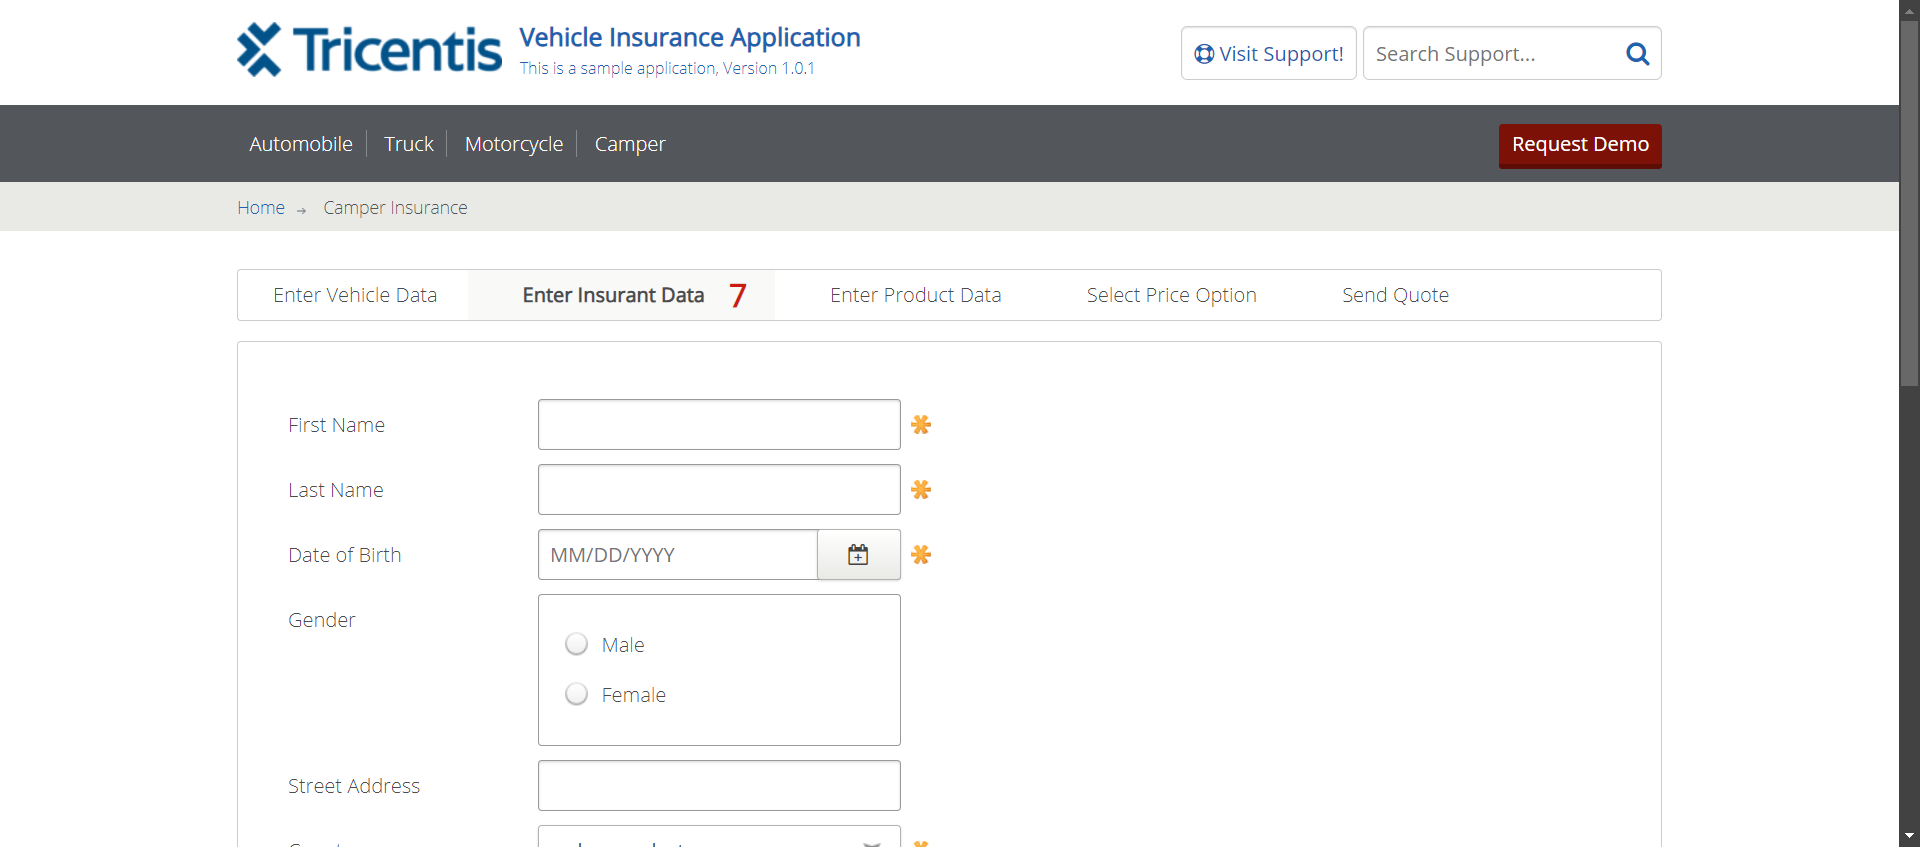 Tricentis
Vehicle Insurance Application
This is a sample application, Version 1.0.1
Visit Support!
Search Support...
Automobile
Truck
Motorcycle
Camper
Request Demo
Home → Camper Insurance
Enter Vehicle Data
Enter Insurant Data 7
Enter Product Data
Select Price Option
Send Quote
First Name
Last Name
Date of Birth
MM/DD/YYYY
Gender
Male
Female
Street Address